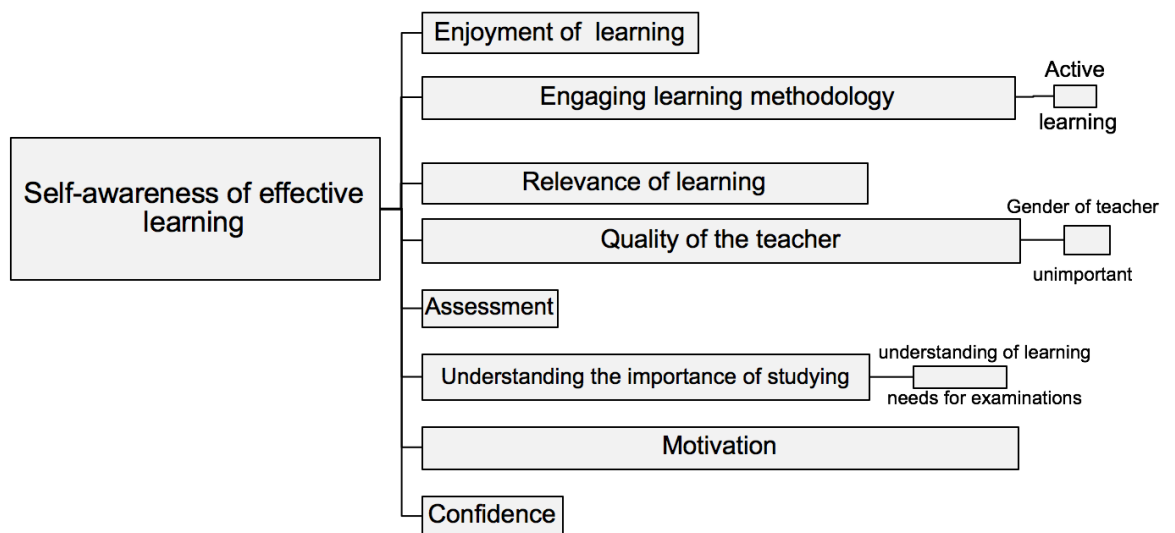 Enjoyment of learning
Engaging learning methodology
Active
learning
Self-awareness of effective
learning
Relevance of learning
Quality of the teacher
Gender of teacher
unimportant
Assessment
Understanding the importance of studying
understanding of learning
needs for examinations
Motivation
Confidence